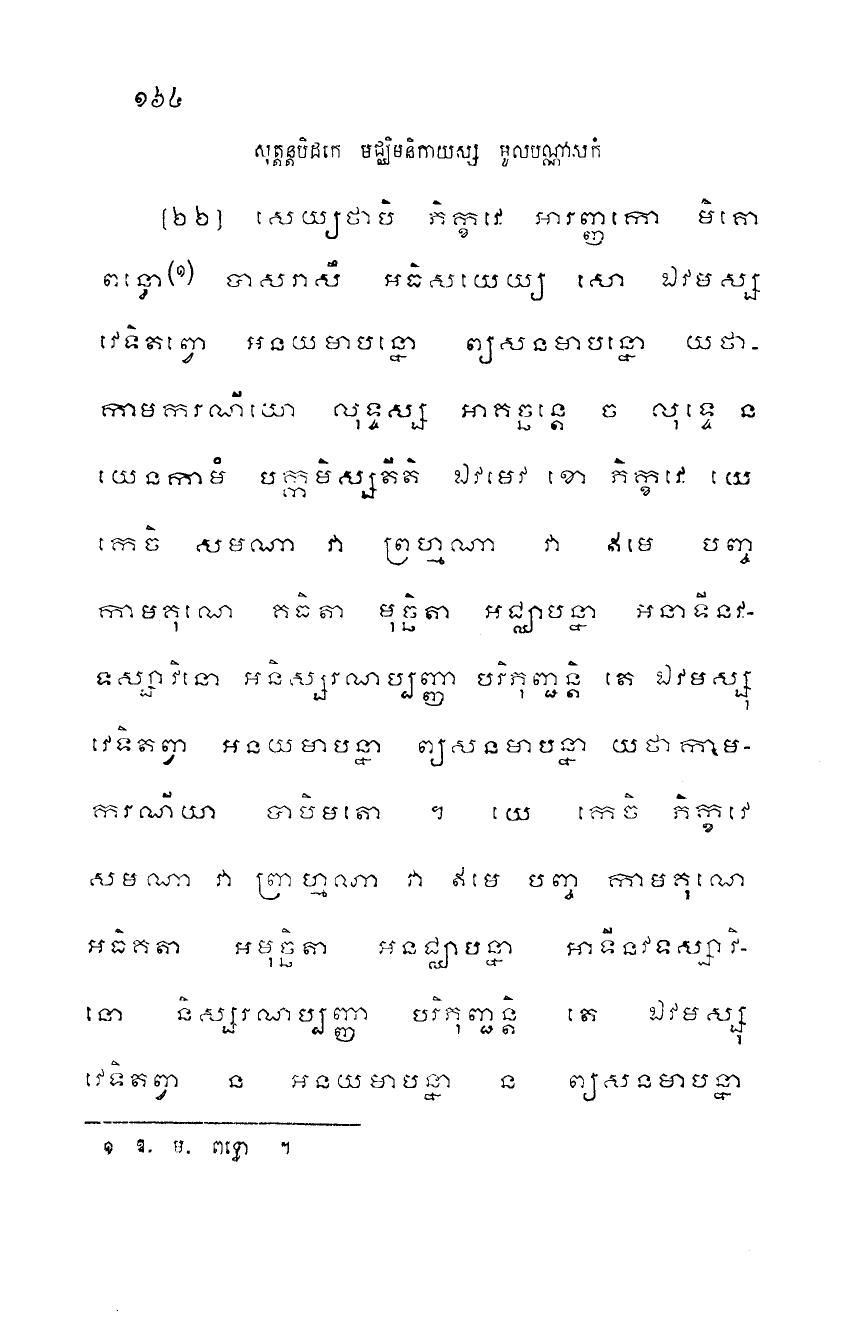 ១៦៤
សុត្តន្តបិដកេ មជ្ឈិមនិកាយស្ស មូលបណ្ណាសកំ
[២២] សេយ្យថាបិ ភិក្ខវេ អារញ្ញកោ មិគោ
ពន្ធោ(១) បាសរាសឹ អធិសយេយ្យ សោ ឯវមស្ស
វេទិតព្វោ អនយមាបន្នោ ព្យសនមាបន្នោ យថា-
កាមករណីយោ លុទ្ទស្ស អាគច្ឆន្តេ ច លុទ្ទេ ន
យេនកាមំ បក្កមិស្សតីតិ ឯវមេវ ខោ ភិក្ខវេ យេ
កេចិ សមណា វា ព្រហ្មណា វា ឥមេ បញ្ច
កាមគុណេ គធិតា មុច្ឆិតា អជ្ឈាបន្នា អនាទីនវ-
ទស្សាវិនោ អនិស្សរណប្បញ្ញា បរិភុញ្ជន្តិ តេ ឯវមស្សុ
វេទិតព្វា អនយមាបន្នា ព្យសនមាបន្នា យថាកាម-
ករណីយា បាបិមតោ ។ យេ កេចិ ភិក្ខវេ
សមណា វា ព្រាហ្មណា វា ឥមេ បញ្ច កាមគុណេ
អគធិតា អមុច្ឆិតា អនជ្ឈាបន្នា អាទីនវទស្សាវិ-
នោ និស្សរណប្បញ្ញា បរិភុញ្ជន្តិ តេ ឯវមស្សុ
វេទិតព្វា ន អនយមាបន្នា ន ព្យសនមាបន្នា
១ ឱ. ម. ពទ្ធោ ។